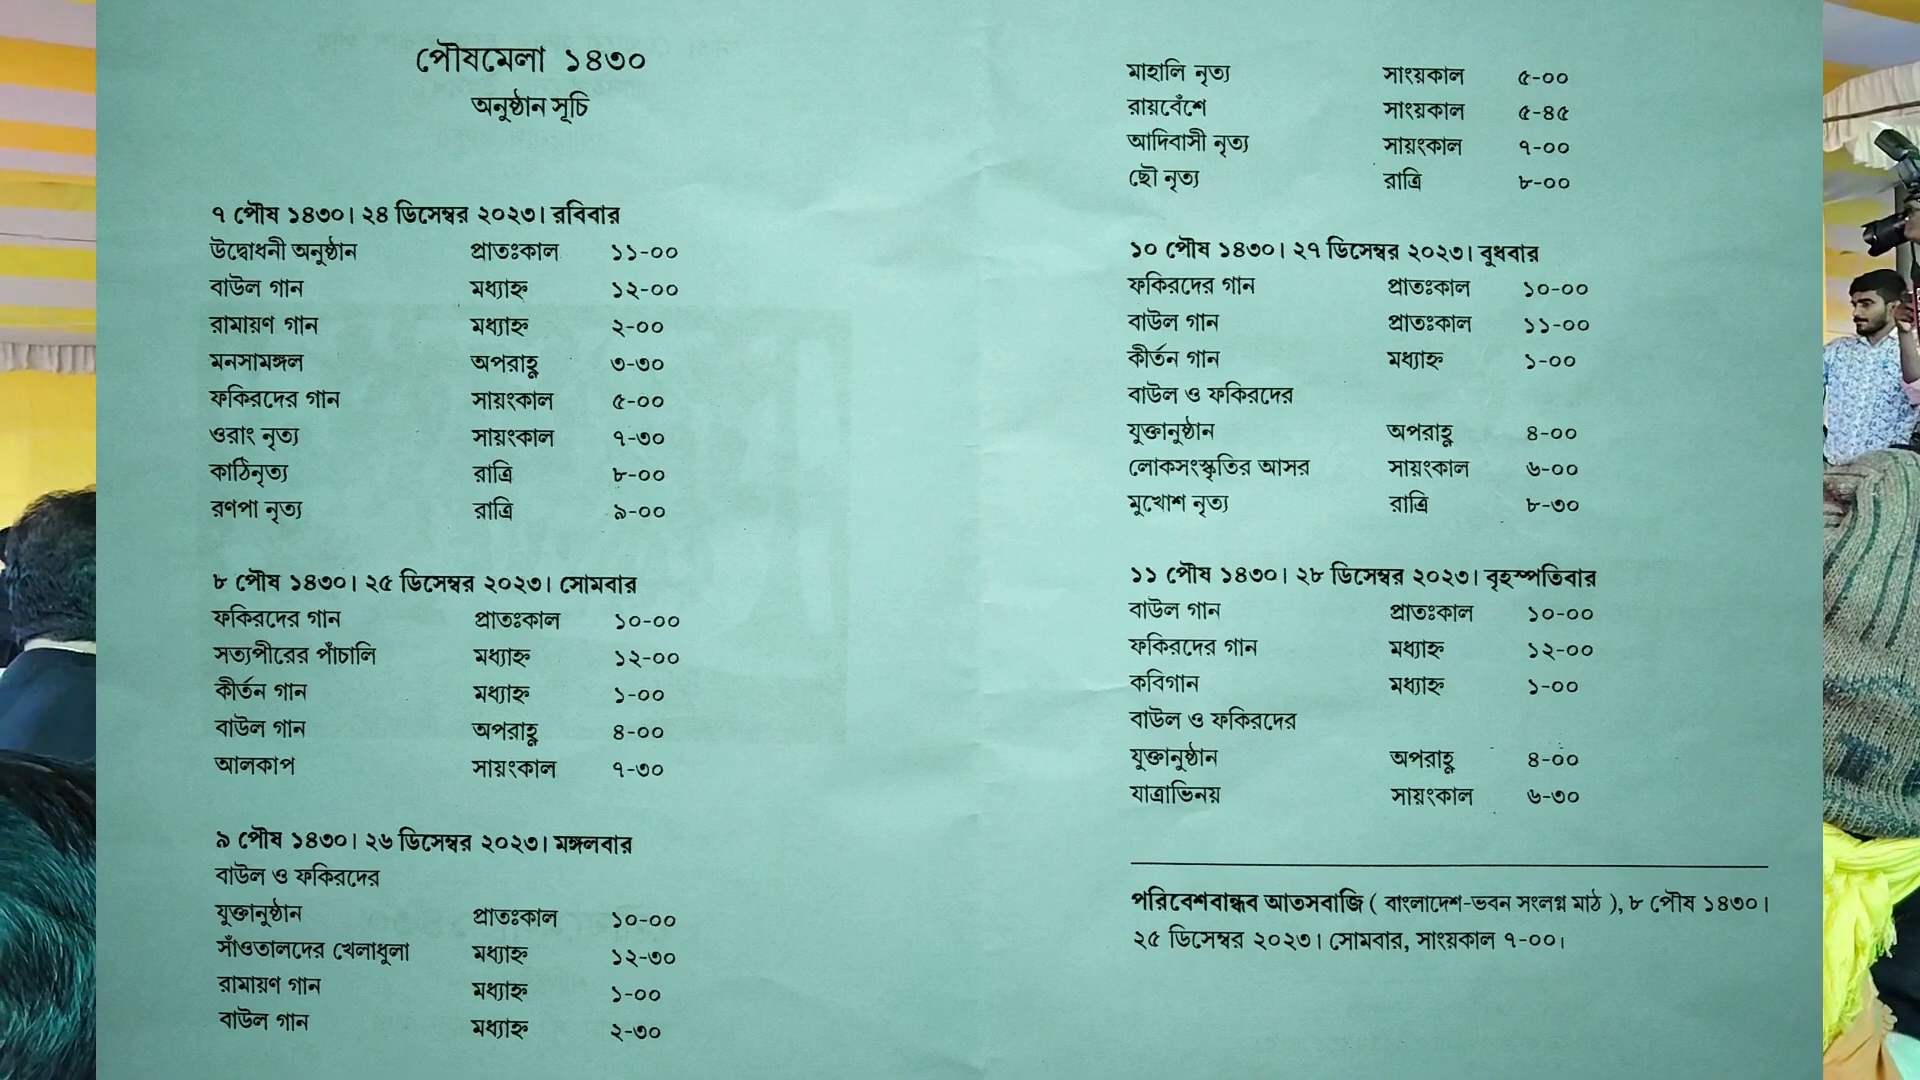 পৌষমেলা ১৪৩০
অনুষ্ঠান সূচি
৭ পৌষ ১৪৩০। ২৪ ডিসেম্বর ২০২৩। রবিবার
উদ্বোধনী অনুষ্ঠান প্রাতঃকাল ১১-০০
বাউল গান মধ্যাহ্ন ১২-০০
রামায়ণ গান মধ্যাহ্ন ২-০০
মনসামঙ্গল অপরাহ্ণ ৩-৩০
ফকিরদের গান সায়ংকাল ৫-০০
ওরাং নৃত্য সায়ংকাল ৭-৩০
কাঠিনৃত্য রাত্রি ৮-০০
রণপা নৃত্য রাত্রি ৯-০০
৮ পৌষ ১৪৩০। ২৫ ডিসেম্বর ২০২৩। সোমবার
ফকিরদের গান প্রাতঃকাল ১০-০০
সত্যপীরের পাঁচালি মধ্যাহ্ন ১২-০০
কীর্তন গান মধ্যাহ্ন ১-০০
বাউল গান অপরাহ্ণ ৪-০০
আলকাপ সায়ংকাল ৭-৩০
৯ পৌষ ১৪৩০। ২৬ ডিসেম্বর ২০২৩। মঙ্গলবার
বাউল ও ফকিরদের
যুক্তানুষ্ঠান প্রাতঃকাল ১০-০০
সাঁওতালদের খেলাধুলা মধ্যাহ্ন ১২-৩০
রামায়ণ গান মধ্যাহ্ন ১-০০
বাউল গান মধ্যাহ্ন ২-৩০
মাহালি নৃত্য সাংয়কাল ৫-০০
রায়বেঁশে সাংয়কাল ৫-৪৫
আদিবাসী নৃত্য সায়ংকাল ৭-০০
ছৌ নৃত্য রাত্রি ৮-০০
১০ পৌষ ১৪৩০। ২৭ ডিসেম্বর ২০২৩। বুধবার
ফকিরদের গান প্রাতঃকাল ১০-০০
বাউল গান প্রাতঃকাল ১১-০০
কীর্তন গান মধ্যাহ্ন ১-০০
বাউল ও ফকিরদের
যুক্তানুষ্ঠান অপরাহ্ণ ৪-০০
লোকসংস্কৃতির আসর সায়ংকাল ৬-০০
মুখোশ নৃত্য রাত্রি ৮-৩০
১১ পৌষ ১৪৩০। ২৮ ডিসেম্বর ২০২৩। বৃহস্পতিবার
বাউল গান প্রাতঃকাল ১০-০০
ফকিরদের গান মধ্যাহ্ন ১২-০০
কবিগান মধ্যাহ্ন ১-০০
বাউল ও ফকিরদের
যুক্তানুষ্ঠান অপরাহ্ণ ৪-০০
যাত্রাভিনয় সায়ংকাল ৬-৩০
পরিবেশবান্ধব আতসবাজি ( বাংলাদেশ-ভবন সংলগ্ন মাঠ ), ৮ পৌষ ১৪৩০।
২৫ ডিসেম্বর ২০২৩। সোমবার, সাংয়কাল ৭-০০।